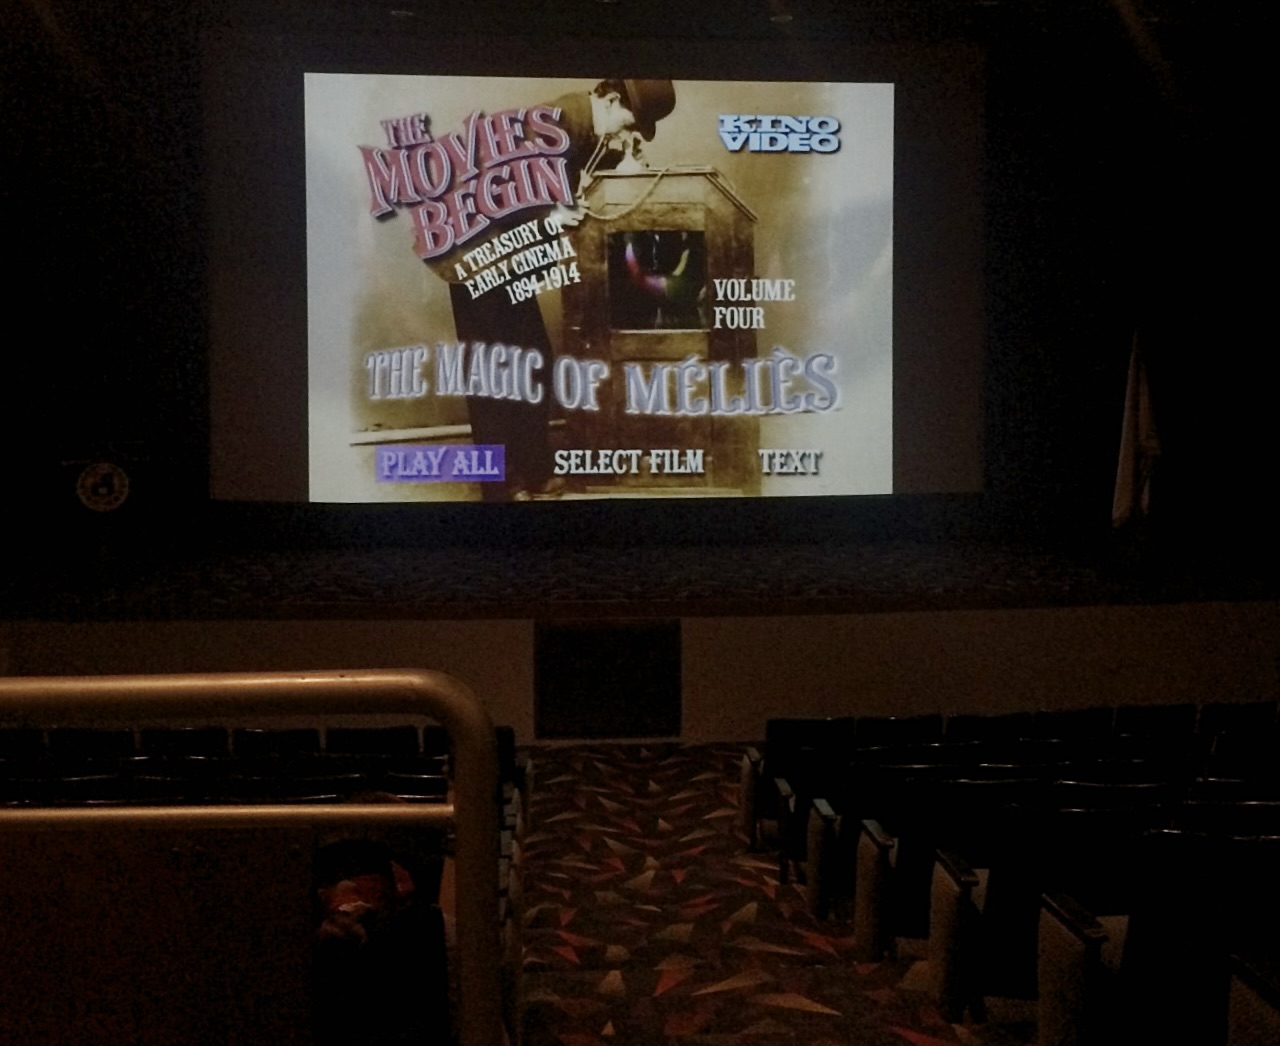 THE
MOVIES
BEGIN
A TREASURY OF
EARLY CINEMA
1894-1914
KINO
VIDEO
VOLUME
FOUR
THE MAGIC OF MÉLIÈS
PLAY ALL SELECT FILM TEXT